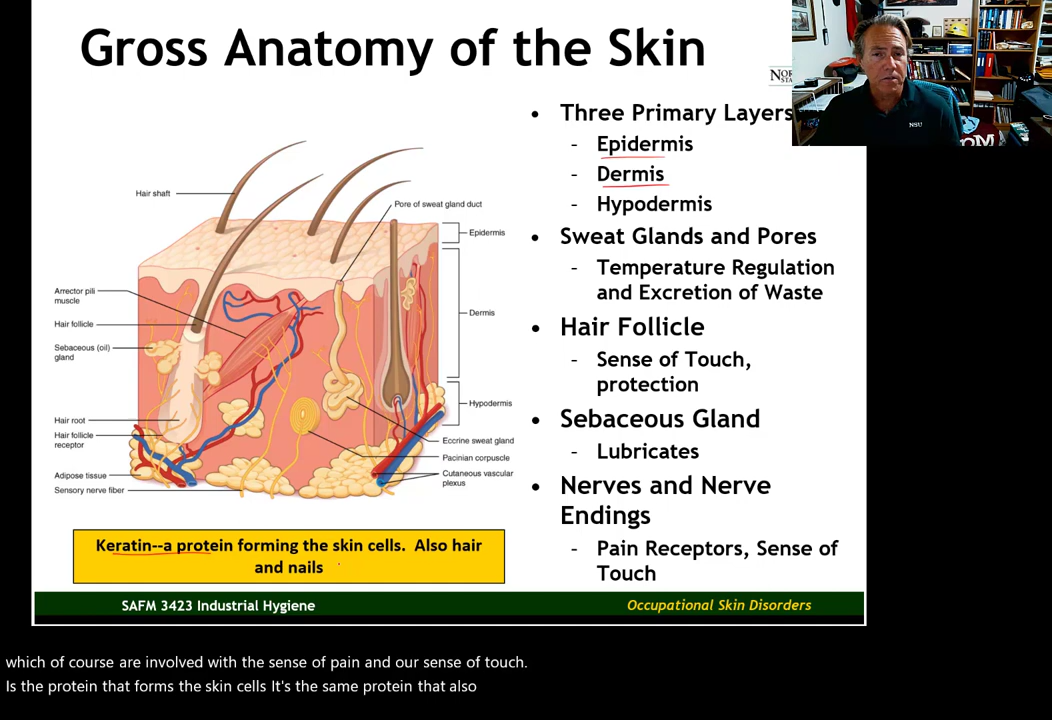 Gross Anatomy of the Skin
NSU
• Three Primary Layers
- Epidermis
- Dermis
- Hypodermis
• Sweat Glands and Pores
- Temperature Regulation
and Excretion of Waste
• Hair Follicle
- Sense of Touch,
protection
• Sebaceous Gland
- Lubricates
• Nerves and Nerve
Endings
- Pain Receptors, Sense of
Touch
Hair shaft
Arrector pili
muscle
Hair follicle
Sebaceous (oil)
gland
Hair root
Hair follicle
receptor
Adipose tissue
Sensory nerve fiber
Pore of sweat gland duct
Epidermis
Dermis
Hypodermis
Eccrine sweat gland
Pacinian corpuscle
Cutaneous vascular
plexus
Keratin--a protein forming the skin cells. Also hair
and nails
SAFM 3423 Industrial Hygiene
Occupational Skin Disorders
which of course are involved with the sense of pain and our sense of touch.
Is the protein that forms the skin cells It's the same protein that also